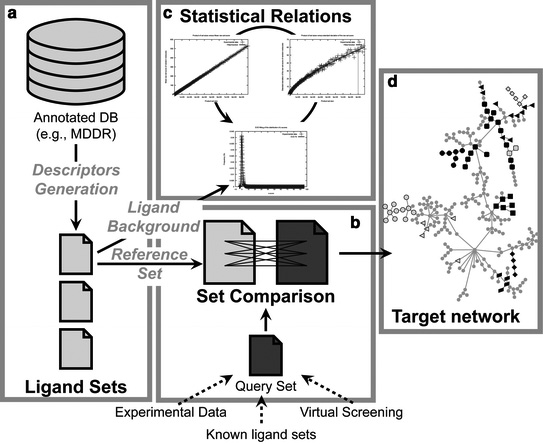 a
Annotated DB
(e.g., MDDR)
Descriptors
Generation
Ligand Sets
c
Statistical Relations
Ligand
Background
Reference
Set
b
Set Comparison
Query Set
Experimental Data
Virtual Screening
Known ligand sets
d
Target network